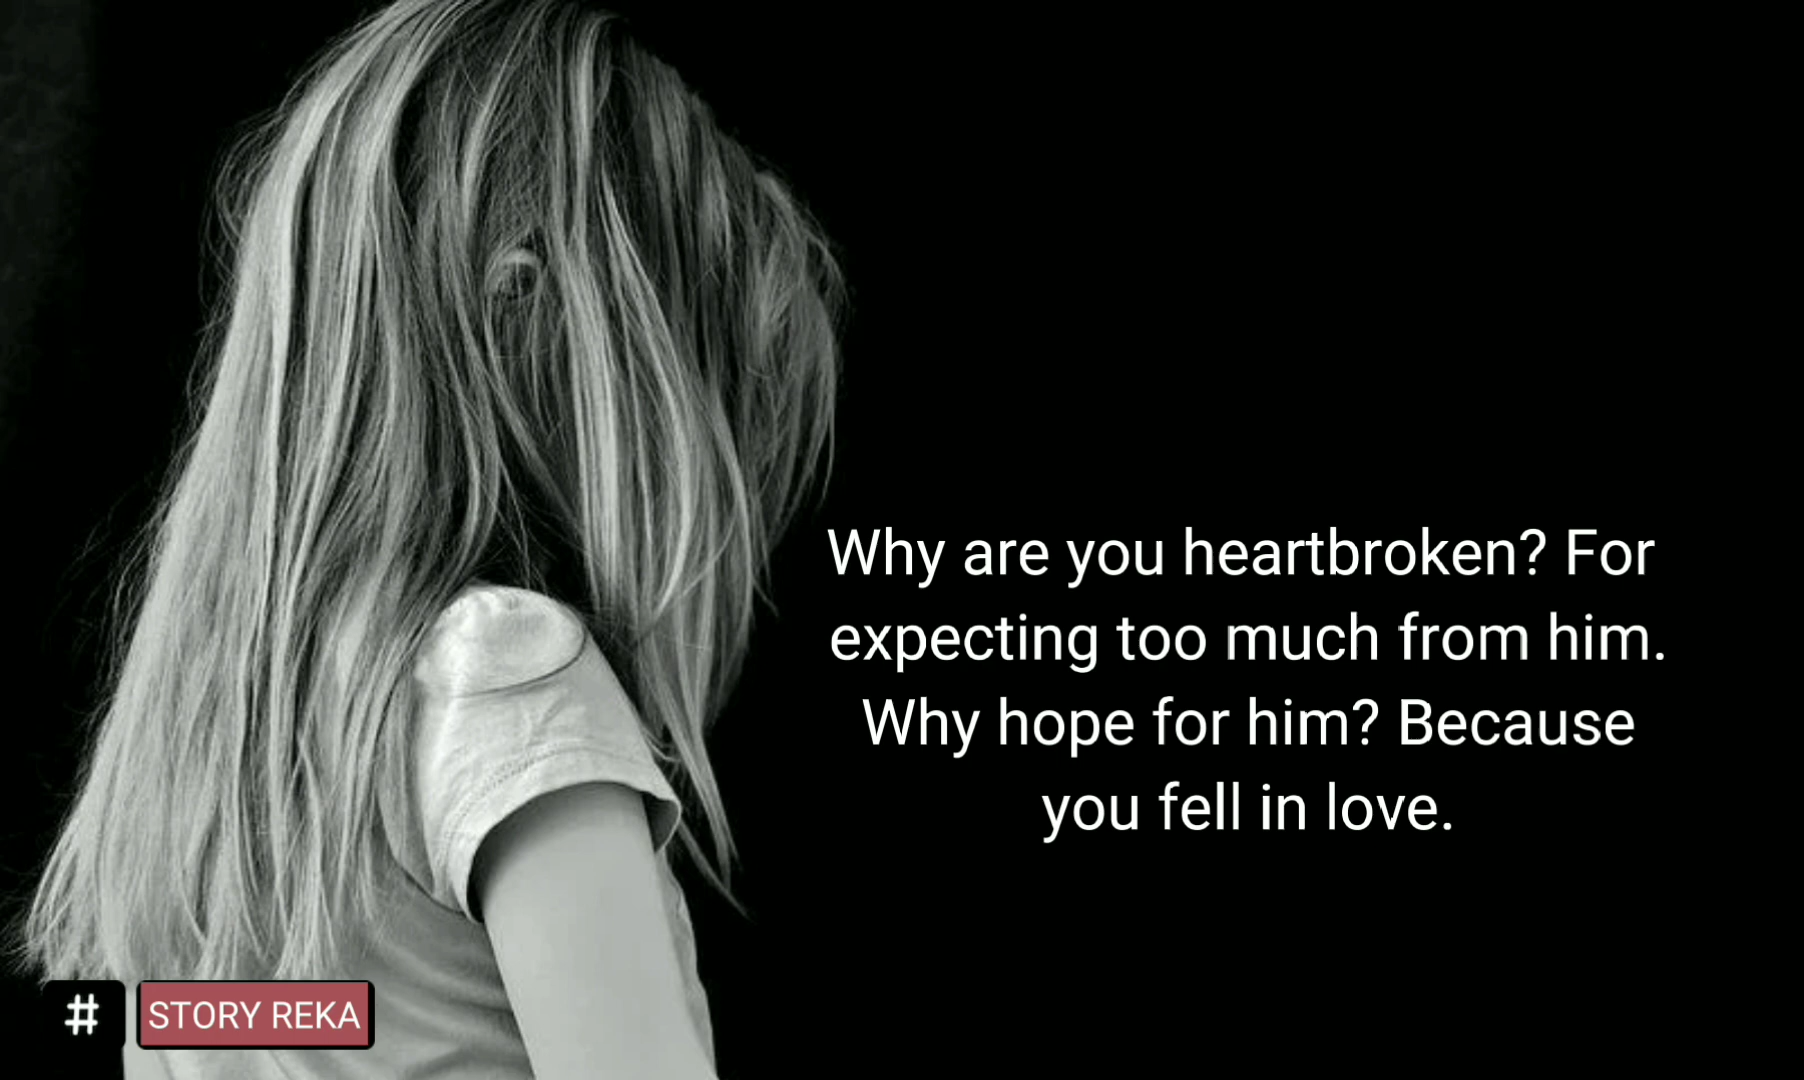 Why are you heartbroken? For
expecting too much from him.
Why hope for him? Because
you fell in love.
# STORY REKA